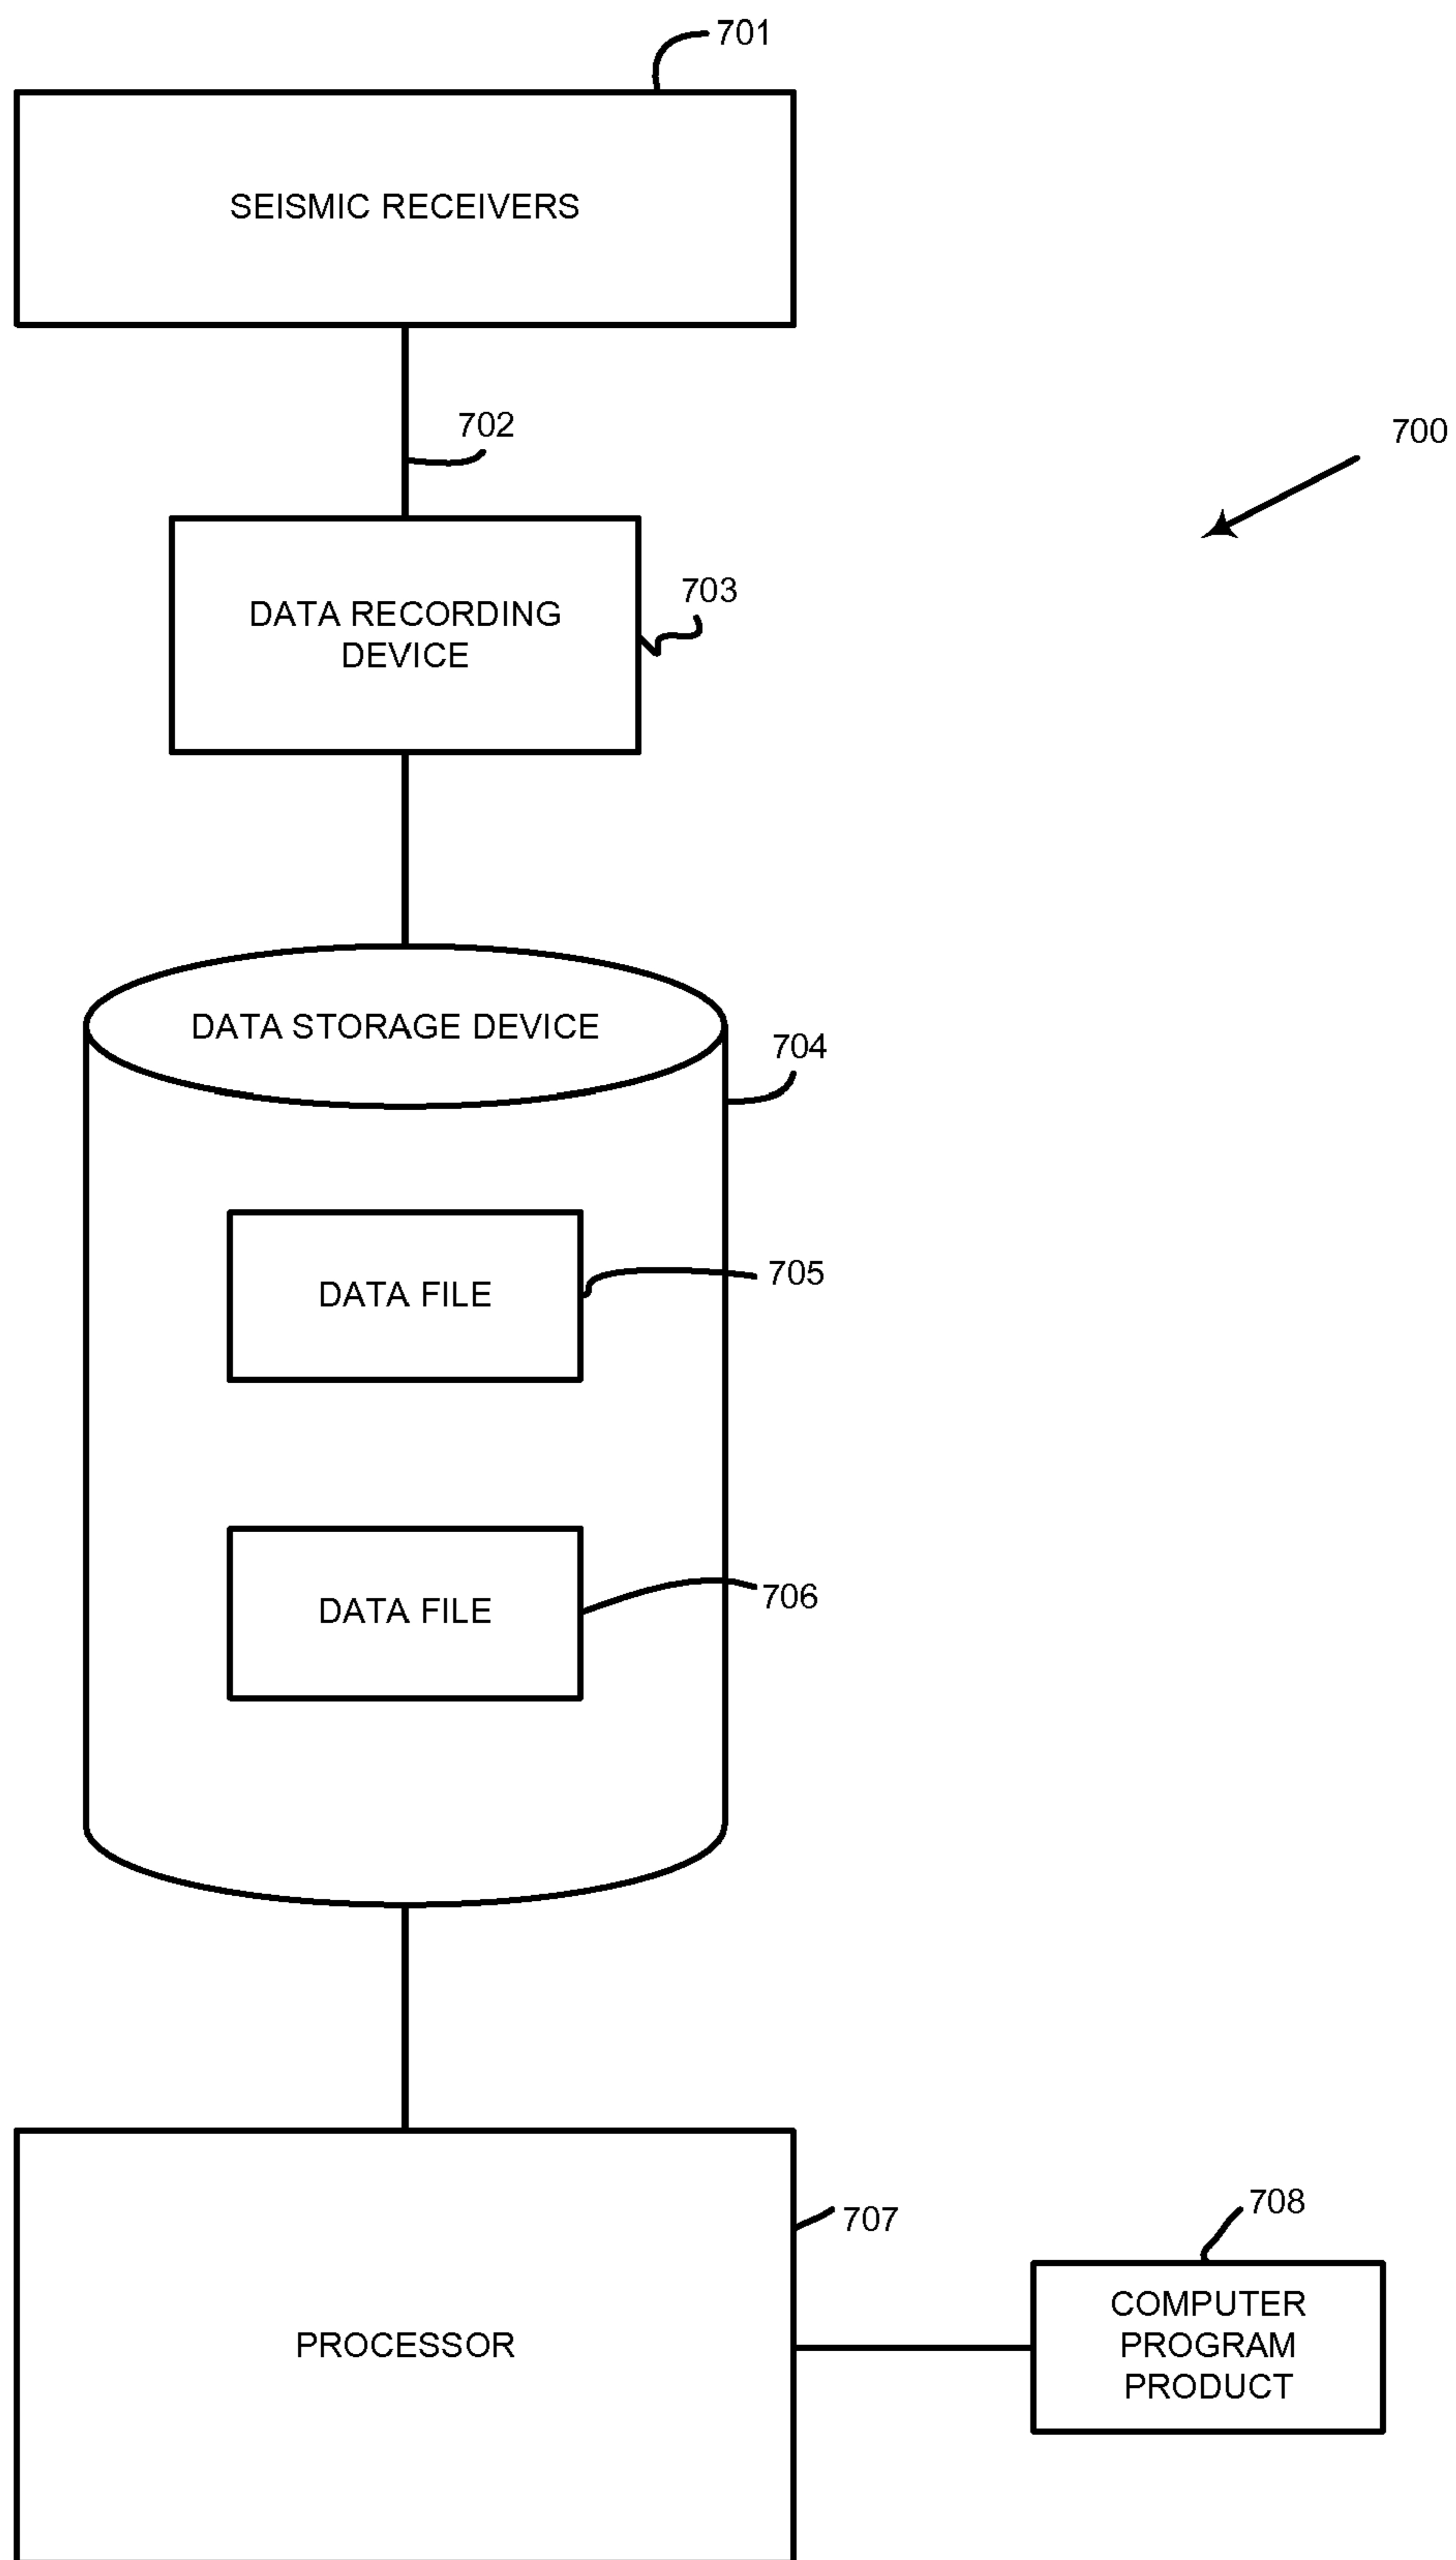 701
SEISMIC RECEIVERS
702
700
703
DATA RECORDING
DEVICE
DATA STORAGE DEVICE
704
DATA FILE
705
DATA FILE
706
707
708
PROCESSOR
COMPUTER
PROGRAM
PRODUCT